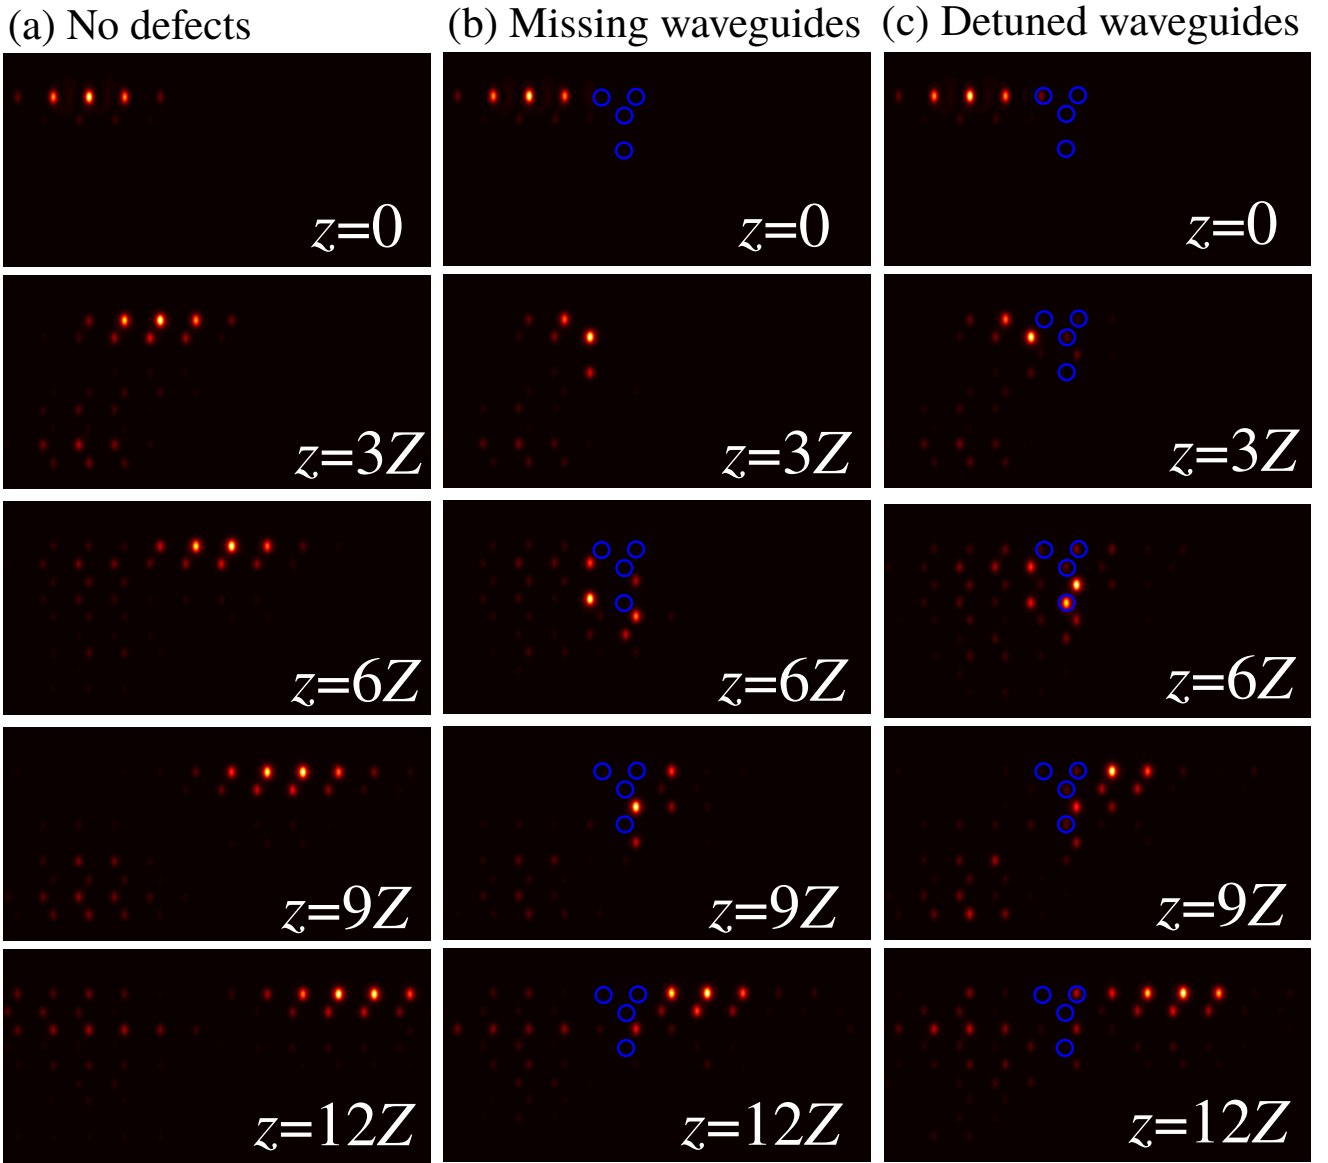 (a) No defects (b) Missing waveguides (c) Detuned waveguides
z=0 z=0 z=0
z=3Z z=3Z z=3Z
z=6Z z=6Z z=6Z
z=9Z z=9Z z=9Z
z=12Z z=12Z z=12Z